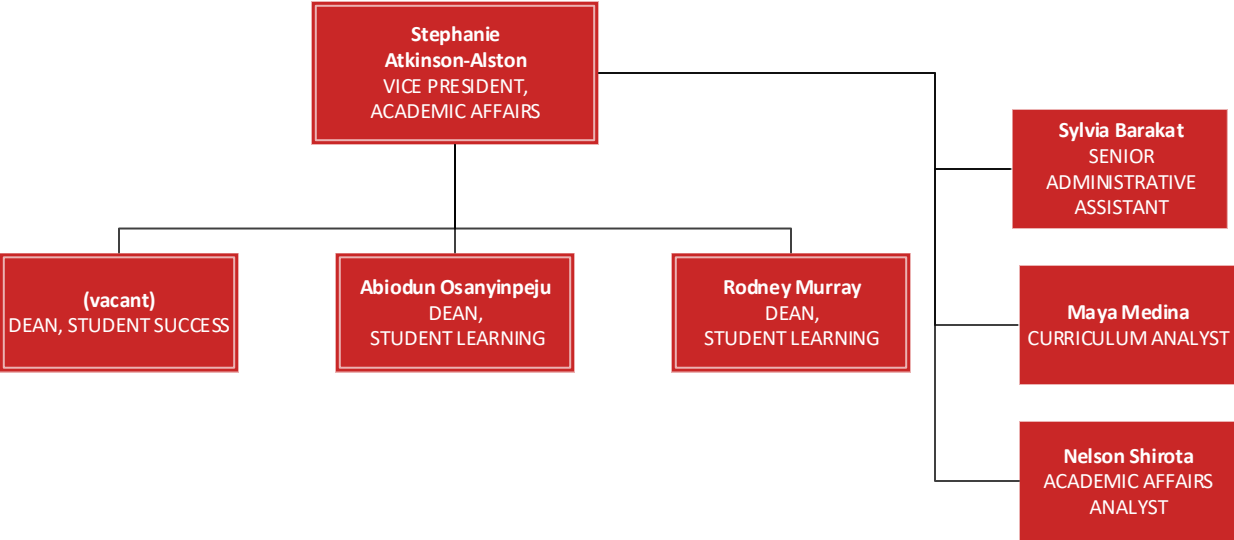 Stephanie
Atkinson-Alston
VICE PRESIDENT,
ACADEMIC AFFAIRS
Sylvia Barakat
SENIOR
ADMINISTRATIVE
ASSISTANT
(vacant)
DEAN, STUDENT SUCCESS
Abiodun Osanyinpeju
DEAN,
STUDENT LEARNING
Rodney Murray
DEAN,
STUDENT LEARNING
Maya Medina
CURRICULUM ANALYST
Nelson Shirota
ACADEMIC AFFAIRS
ANALYST